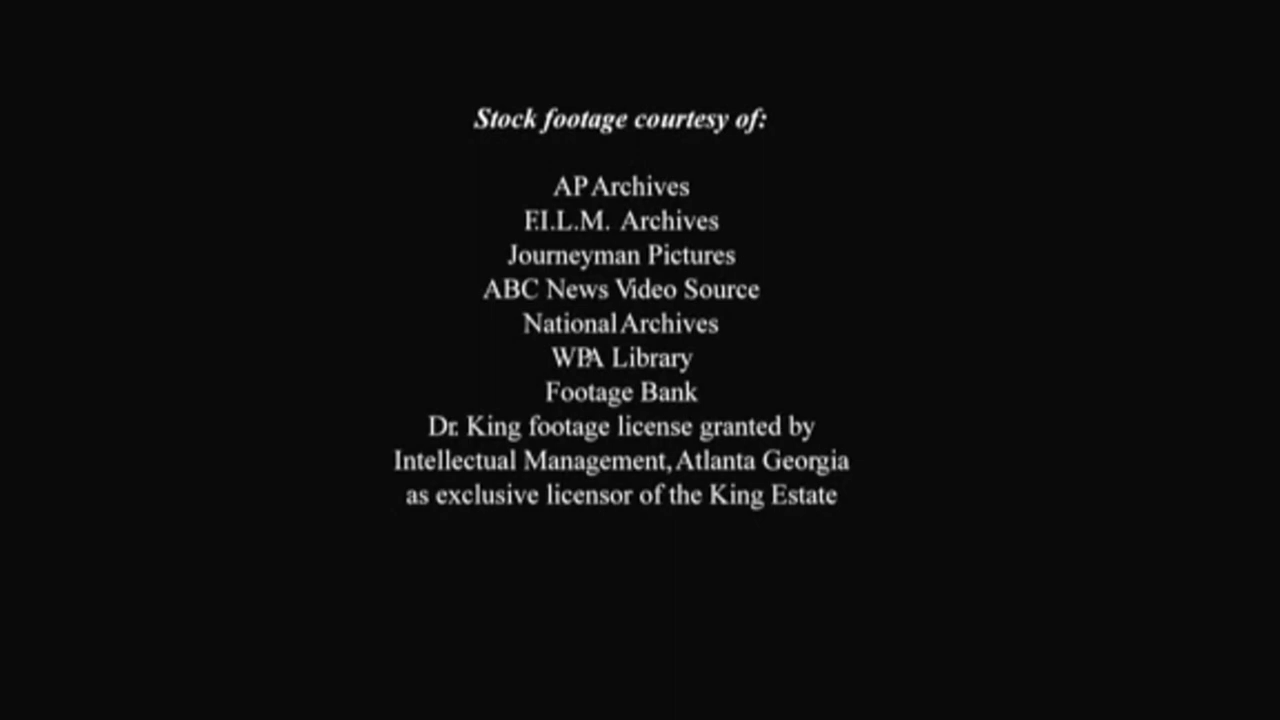 Stock footage courtesy of:
AP Archives
F.I.L.M. Archives
Journeyman Pictures
ABC News Video Source
National Archives
WPA Library
Footage Bank
Dr. King footage license granted by
Intellectual Management, Atlanta Georgia
as exclusive licensor of the King Estate